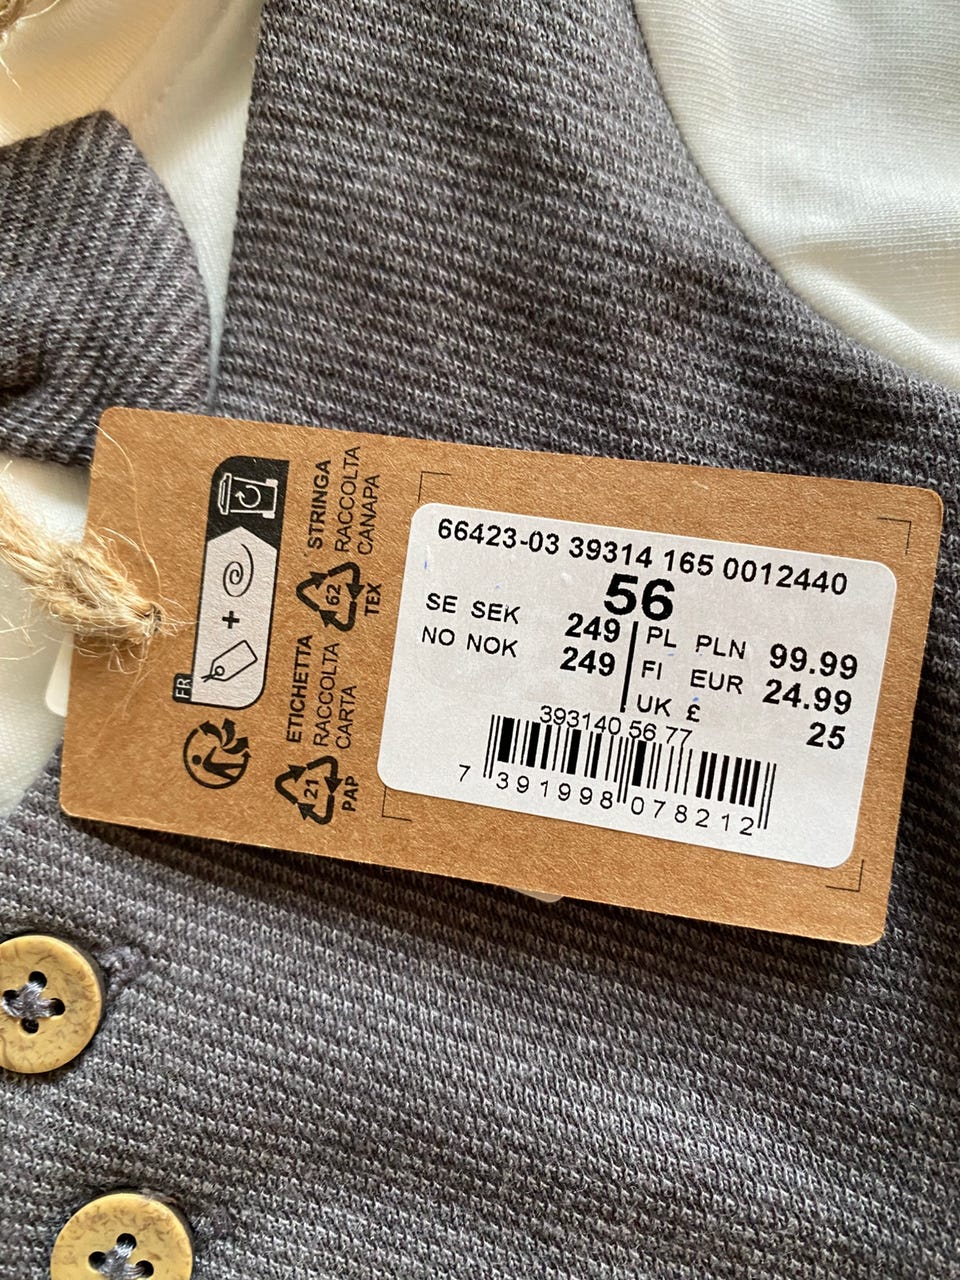 66423-03 39314 165 0012440
56
SE SEK 249
NO NOK 249
PL PLN 99.99
FI EUR 24.99
UK £ 25
393140 56 77
7 391998 078212
STRINGA
RACCOLTA
CANAPA
62
TEX
ETICHETTA
RACCOLTA
CARTA
21
PAP
FR
+